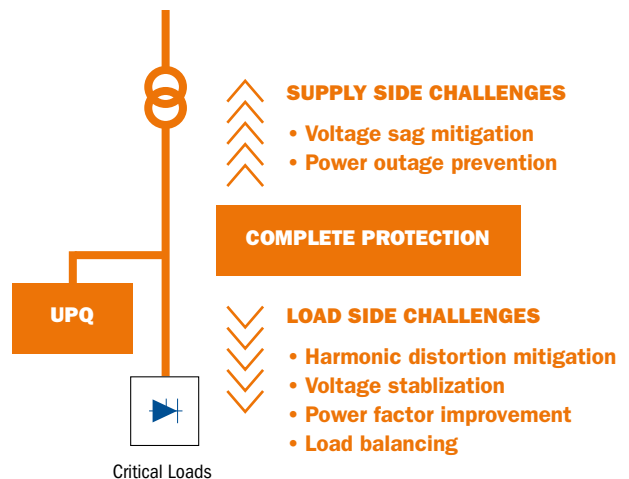 SUPPLY SIDE CHALLENGES
• Voltage sag mitigation
• Power outage prevention
COMPLETE PROTECTION
UPQ
LOAD SIDE CHALLENGES
• Harmonic distortion mitigation
• Voltage stablization
• Power factor improvement
• Load balancing
Critical Loads